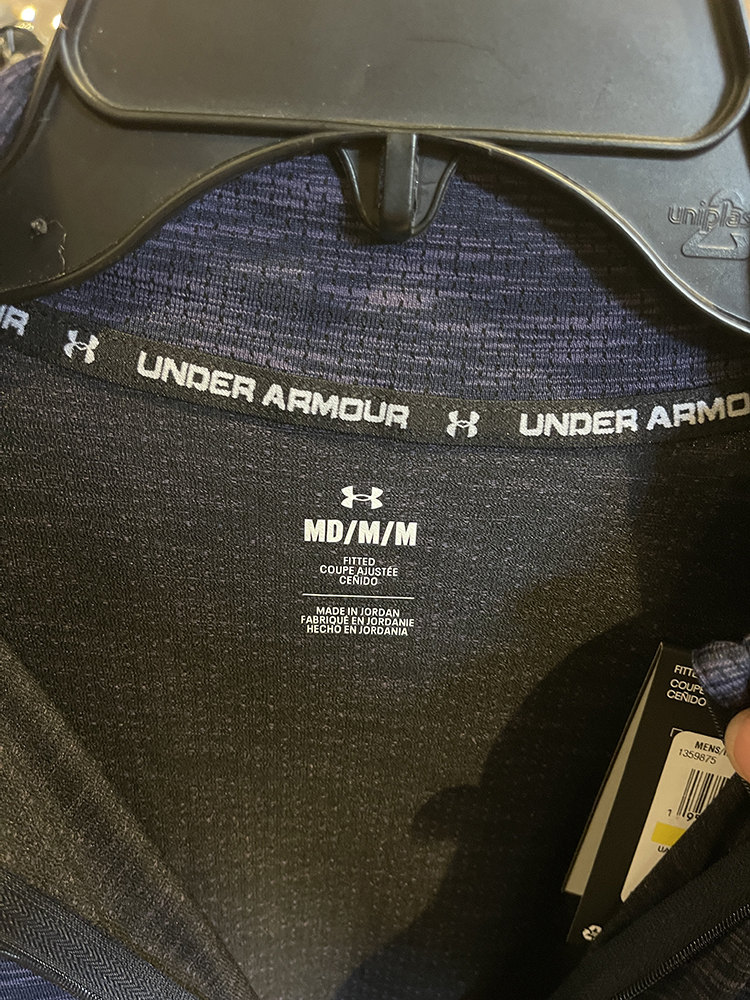 uniplas
UNDER ARMOUR
UNDER ARMO
MD/M/M
FITTED
COUPE AJUSTÉE
CEÑIDO
MADE IN JORDAN
FABRIQUÉ EN JORDANIE
HECHO EN JORDANIA
COUPE
CEÑIDO
MENS/
1359875